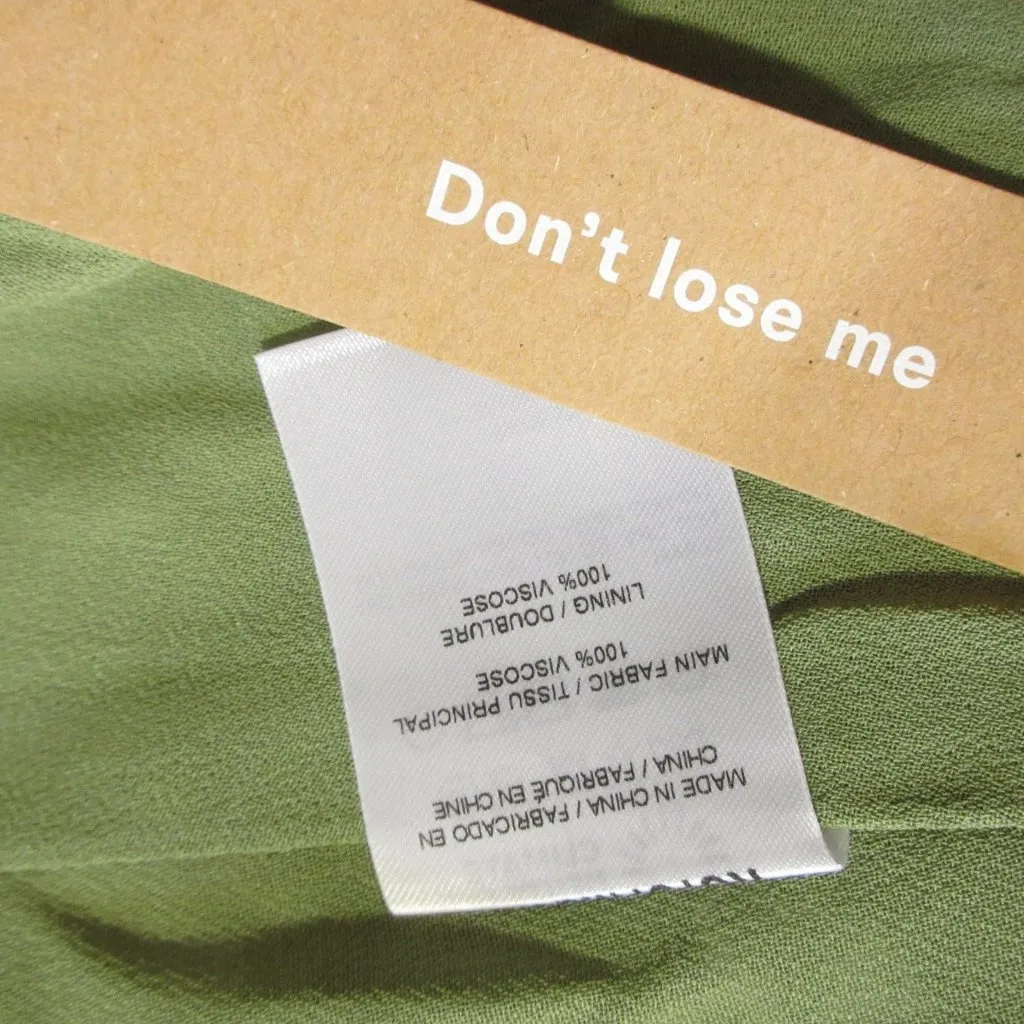 Don't lose me
MADE IN CHINA / FABRICADO EN
CHINA / FABRIQUÉ EN CHINE
MAIN FABRIC / TISSU PRINCIPAL
100% VISCOSE
LINING / DOUBLURE
100% VISCOSE